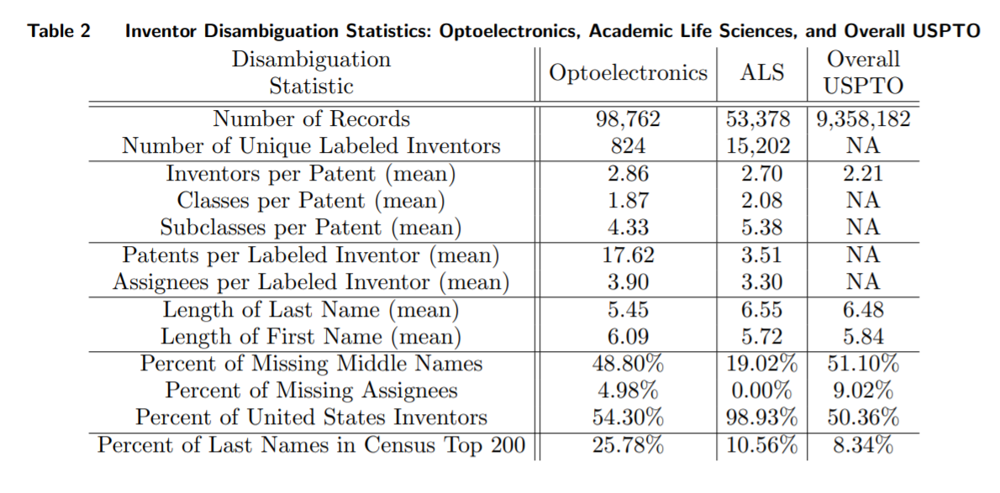 Table 2 Inventor Disambiguation Statistics: Optoelectronics, Academic Life Sciences, and Overall USPTO
Disambiguation Statistic Optoelectronics ALS Overall USPTO
Number of Records 98,762 53,378 9,358,182
Number of Unique Labeled Inventors 824 15,202 NA
Inventors per Patent (mean) 2.86 2.70 2.21
Classes per Patent (mean) 1.87 2.08 NA
Subclasses per Patent (mean) 4.33 5.38 NA
Patents per Labeled Inventor (mean) 17.62 3.51 NA
Assignees per Labeled Inventor (mean) 3.90 3.30 NA
Length of Last Name (mean) 5.45 6.55 6.48
Length of First Name (mean) 6.09 5.72 5.84
Percent of Missing Middle Names 48.80% 19.02% 51.10%
Percent of Missing Assignees 4.98% 0.00% 9.02%
Percent of United States Inventors 54.30% 98.93% 50.36%
Percent of Last Names in Census Top 200 25.78% 10.56% 8.34%